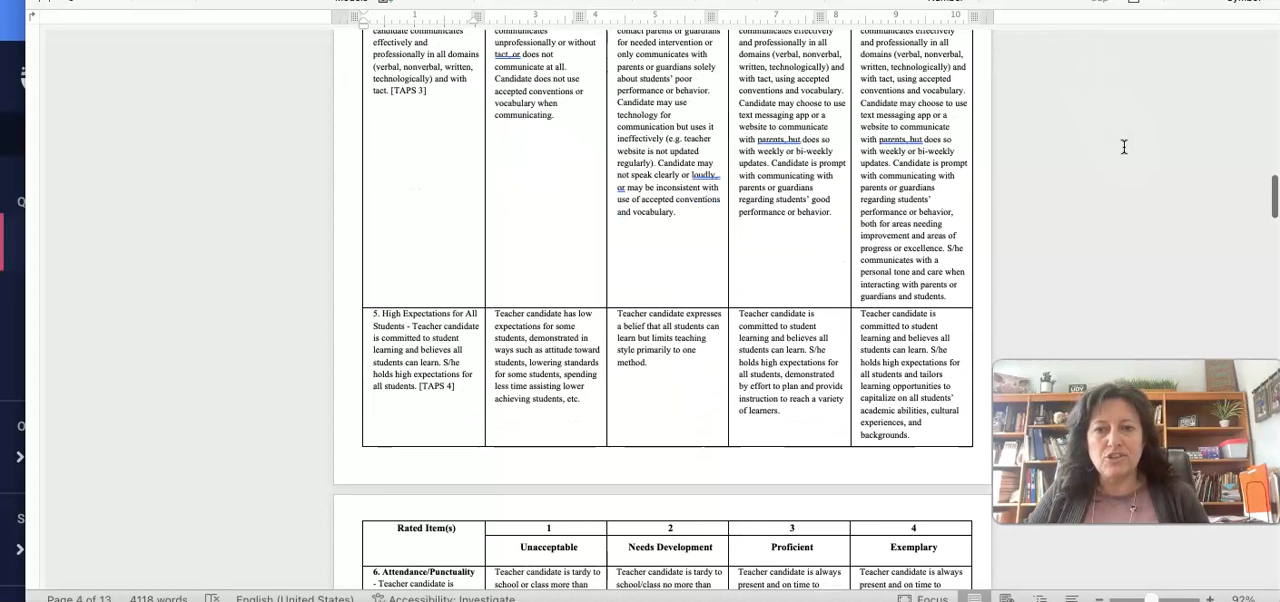 1 3 4 5 7 8 9 10
candidate communicates
effectively and
professionally in all domains
(verbal, nonverbal, written,
technologically) and with
tact. [TAPS 3]
communicates
unprofessionally or without
tact, or does not
communicate at all.
Candidate does not use
accepted conventions or
vocabulary when
communicating.
contact parents or guardians
for needed intervention or
only communicates with
parents or guardians solely
about students' poor
performance or behavior.
Candidate may use
technology for
communication but uses it
ineffectively (e.g. teacher
website is not updated
regularly). Candidate may
not speak clearly or loudly,
or may be inconsistent with
use of accepted conventions
and vocabulary.
communicates effectively
and professionally in all
domains (verbal, nonverbal,
written, technologically) and
with tact, using accepted
conventions and vocabulary.
Candidate may choose to use
text messaging app or a
website to communicate
with parents, but does so
with weekly or bi-weekly
updates. Candidate is prompt
with communicating with
parents or guardians
regarding students' good
performance or behavior.
communicates effectively
and professionally in all
domains (verbal, nonverbal,
written, technologically) and
with tact, using accepted
conventions and vocabulary.
Candidate may choose to use
text messaging app or a
website to communicate
with parents, but does so
with weekly or bi-weekly
updates. Candidate is prompt
with communicating with
parents or guardians
regarding students'
performance or behavior,
both for areas needing
improvement and areas of
progress or excellence. S/he
communicates with a
personal tone and care when
interacting with parents or
guardians and students.
5. High Expectations for All
Students - Teacher candidate
is committed to student
learning and believes all
students can learn. S/he
holds high expectations for
all students. [TAPS 4]
Teacher candidate has low
expectations for some
students, demonstrated in
ways such as attitude toward
students, lowering standards
for some students, spending
less time assisting lower
achieving students, etc.
Teacher candidate expresses
a belief that all students can
learn but limits teaching
style primarily to one
method.
Teacher candidate is
committed to student
learning and believes all
students can learn. S/he
holds high expectations for
all students, demonstrated
by effort to plan and provide
instruction to reach a variety
of learners.
Teacher candidate is
committed to student
learning and believes all
students can learn. S/he
holds high expectations for
all students and tailors
learning opportunities to
capitalize on all students'
academic abilities, cultural
experiences, and
backgrounds.
Rated Item(s) 1 2 3 4
Unacceptable Needs Development Proficient Exemplary
6. Attendance/Punctuality
- Teacher candidate is
Teacher candidate is tardy to
school or class more than
Teacher candidate is tardy to
school/class no more than
Teacher candidate is always
present and on time to
Teacher candidate is always
present and on time to
Page 4 of 13 4118 words English (United States) Accessibility: Investigate Focus 92%